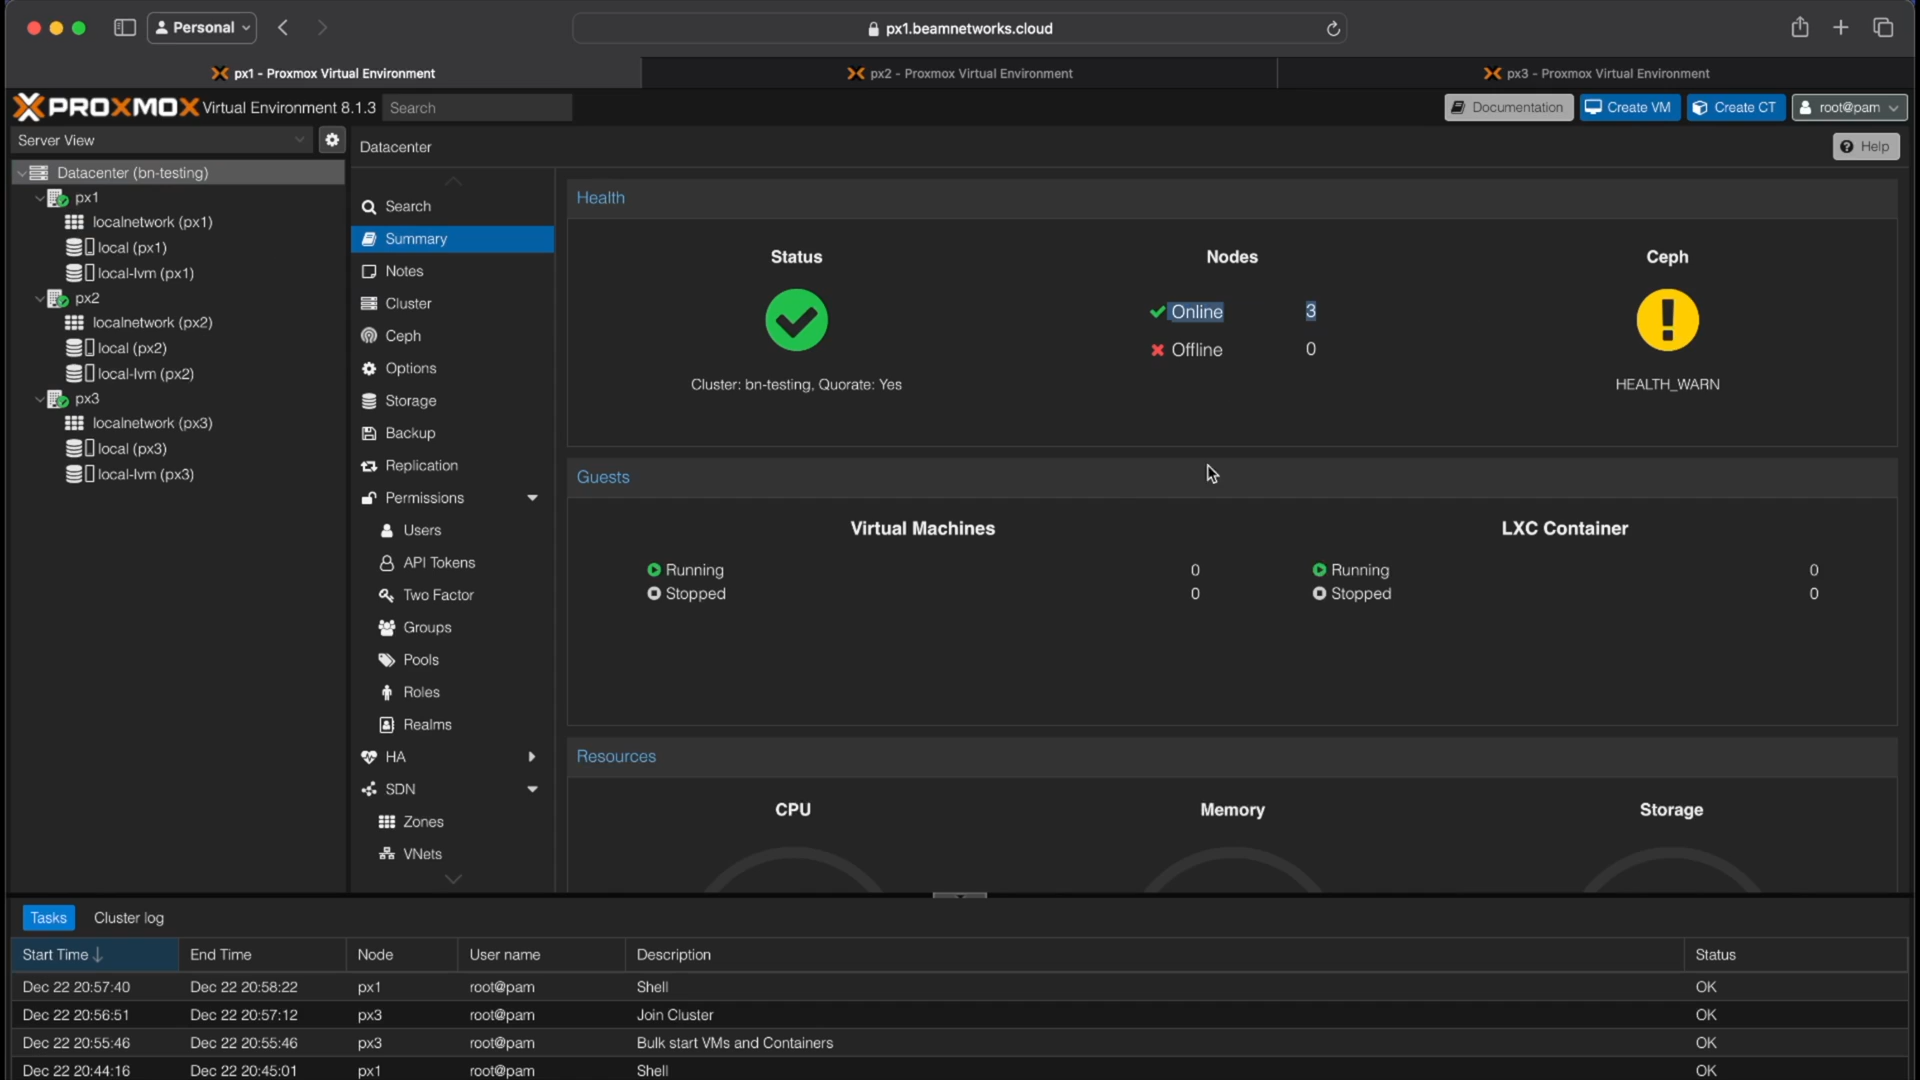 Personal
px1.beamnetworks.cloud
px1 - Proxmox Virtual Environment
px2 - Proxmox Virtual Environment
px3 - Proxmox Virtual Environment
PROXMOX Virtual Environment 8.1.3
Search
Documentation
Create VM
Create CT
root@pam
Server View
Datacenter
Help
Datacenter (bn-testing)
px1
localnetwork (px1)
local (px1)
local-lvm (px1)
px2
localnetwork (px2)
local (px2)
local-lvm (px2)
px3
localnetwork (px3)
local (px3)
local-lvm (px3)
Search
Summary
Notes
Cluster
Ceph
Options
Storage
Backup
Replication
Permissions
Users
API Tokens
Two Factor
Groups
Pools
Roles
Realms
HA
SDN
Zones
VNets
Health
Status
Nodes
Ceph
Online 3
Offline 0
Cluster: bn-testing, Quorate: Yes
HEALTH_WARN
Guests
Virtual Machines
LXC Container
Running 0
Stopped 0
Running 0
Stopped 0
Resources
CPU
Memory
Storage
Tasks
Cluster log
Start Time End Time Node User name Description Status
Dec 22 20:57:40 Dec 22 20:58:22 px1 root@pam Shell OK
Dec 22 20:56:51 Dec 22 20:57:12 px3 root@pam Join Cluster OK
Dec 22 20:55:46 Dec 22 20:55:46 px3 root@pam Bulk start VMs and Containers OK
Dec 22 20:44:16 Dec 22 20:45:01 px1 root@pam Shell OK